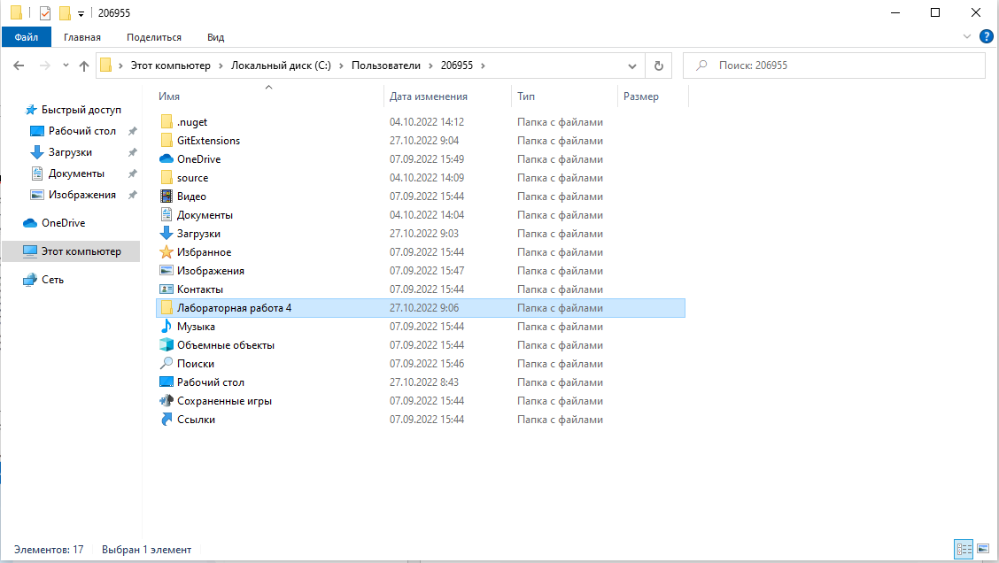 206955
Файл Главная Поделиться Вид
Этот компьютер Локальный диск (C:) Пользователи 206955 Поиск: 206955
Имя Дата изменения Тип Размер
Быстрый доступ
Рабочий стол
Загрузки
Документы
Изображения
OneDrive
Этот компьютер
Сеть
.nuget 04.10.2022 14:12 Папка с файлами
GitExtensions 27.10.2022 9:04 Папка с файлами
OneDrive 07.09.2022 15:49 Папка с файлами
source 04.10.2022 14:09 Папка с файлами
Видео 07.09.2022 15:44 Папка с файлами
Документы 04.10.2022 14:04 Папка с файлами
Загрузки 27.10.2022 9:03 Папка с файлами
Избранное 07.09.2022 15:44 Папка с файлами
Изображения 07.09.2022 15:47 Папка с файлами
Контакты 07.09.2022 15:44 Папка с файлами
Лабораторная работа 4 27.10.2022 9:06 Папка с файлами
Музыка 07.09.2022 15:44 Папка с файлами
Объемные объекты 07.09.2022 15:44 Папка с файлами
Поиски 07.09.2022 15:46 Папка с файлами
Рабочий стол 27.10.2022 8:43 Папка с файлами
Сохраненные игры 07.09.2022 15:44 Папка с файлами
Ссылки 07.09.2022 15:44 Папка с файлами
Элементов: 17 Выбран 1 элемент